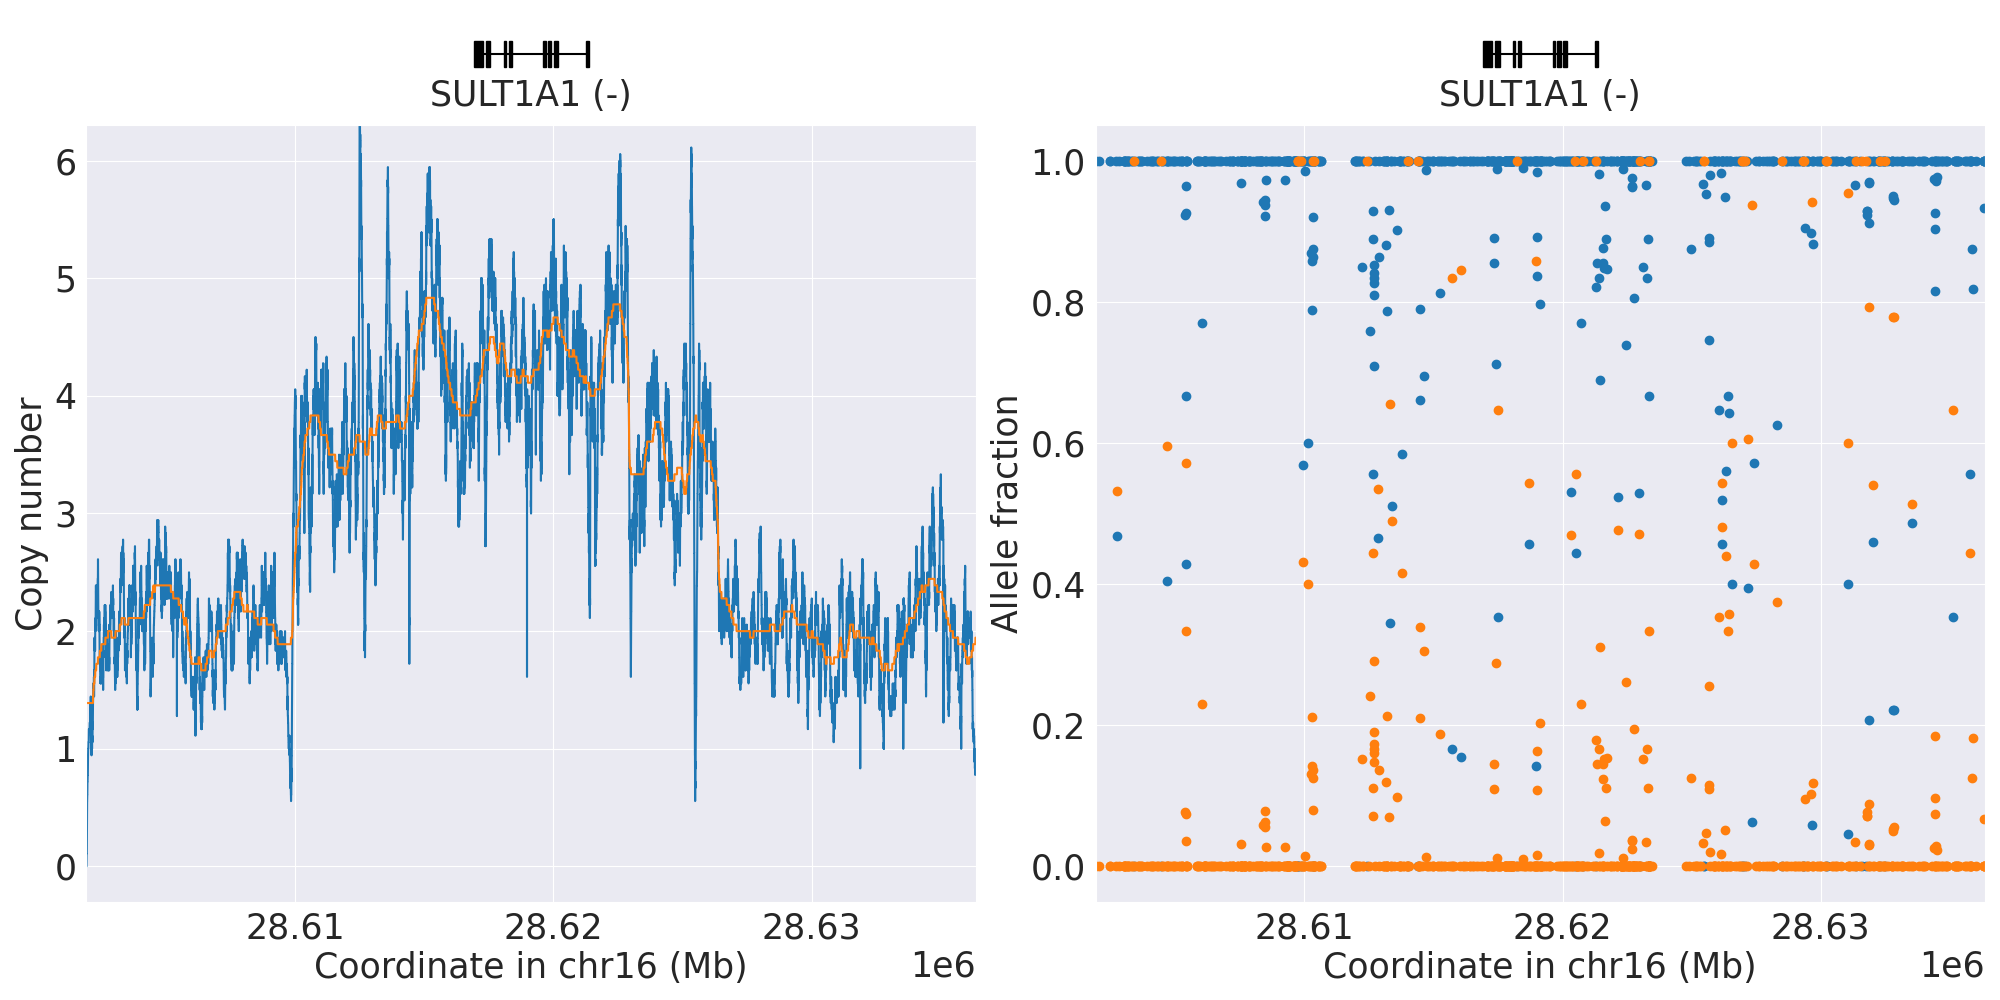 SULT1A1 (-)
6
5
4
3
2
1
0
Copy number
28.61
28.62
28.63
Coordinate in chr16 (Mb)
1e6
SULT1A1 (-)
1.0
0.8
0.6
0.4
0.2
0.0
Allele fraction
28.61
28.62
28.63
Coordinate in chr16 (Mb)
1e6